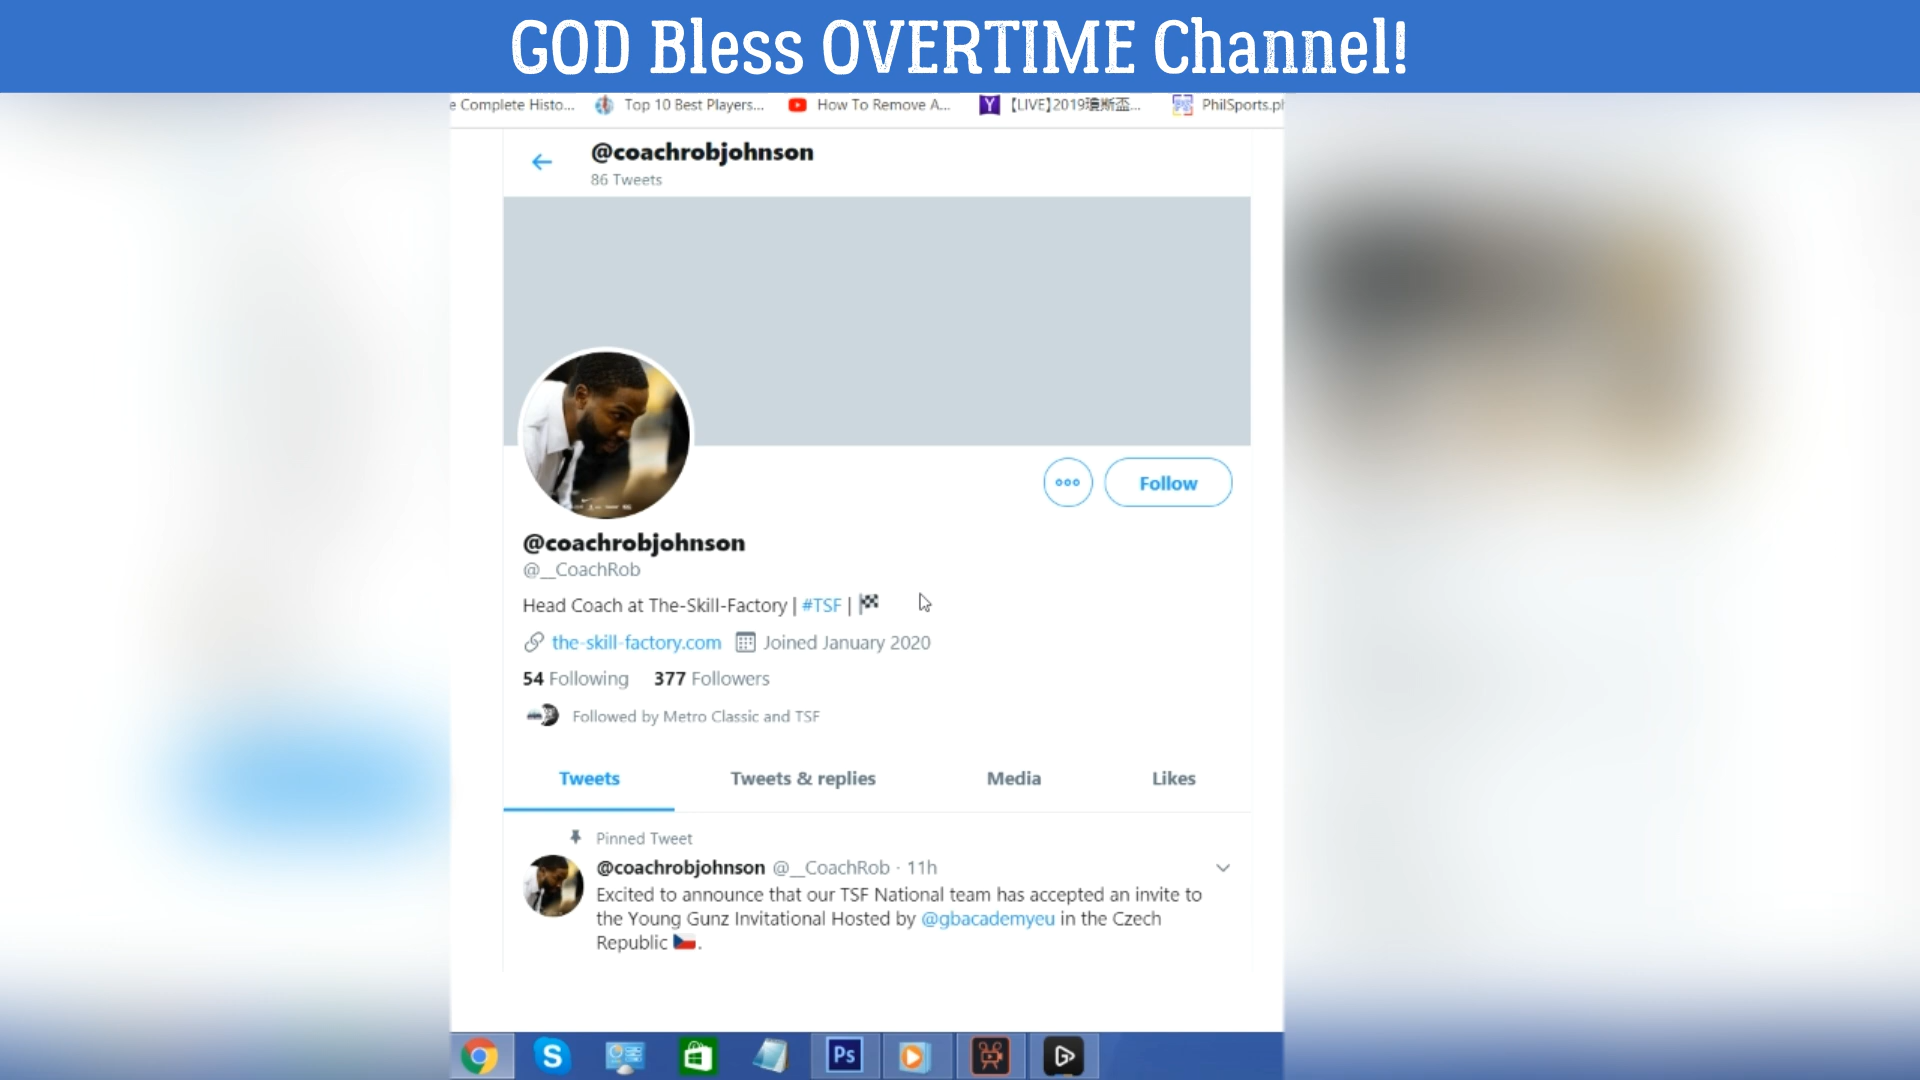 GOD Bless OVERTIME Channel!
e Complete Histo... Top 10 Best Players... How To Remove A... Y 【LIVE】2019瓊斯盃... PS PhilSports.ph
@coachrobjohnson
86 Tweets
Follow
@coachrobjohnson
@__CoachRob
Head Coach at The-Skill-Factory | #TSF |
the-skill-factory.com Joined January 2020
54 Following 377 Followers
Followed by Metro Classic and TSF
Tweets Tweets & replies Media Likes
Pinned Tweet
@coachrobjohnson @__CoachRob · 11h
Excited to announce that our TSF National team has accepted an invite to
the Young Gunz Invitational Hosted by @gbacademyeu in the Czech
Republic 🇨🇿.
S Ps